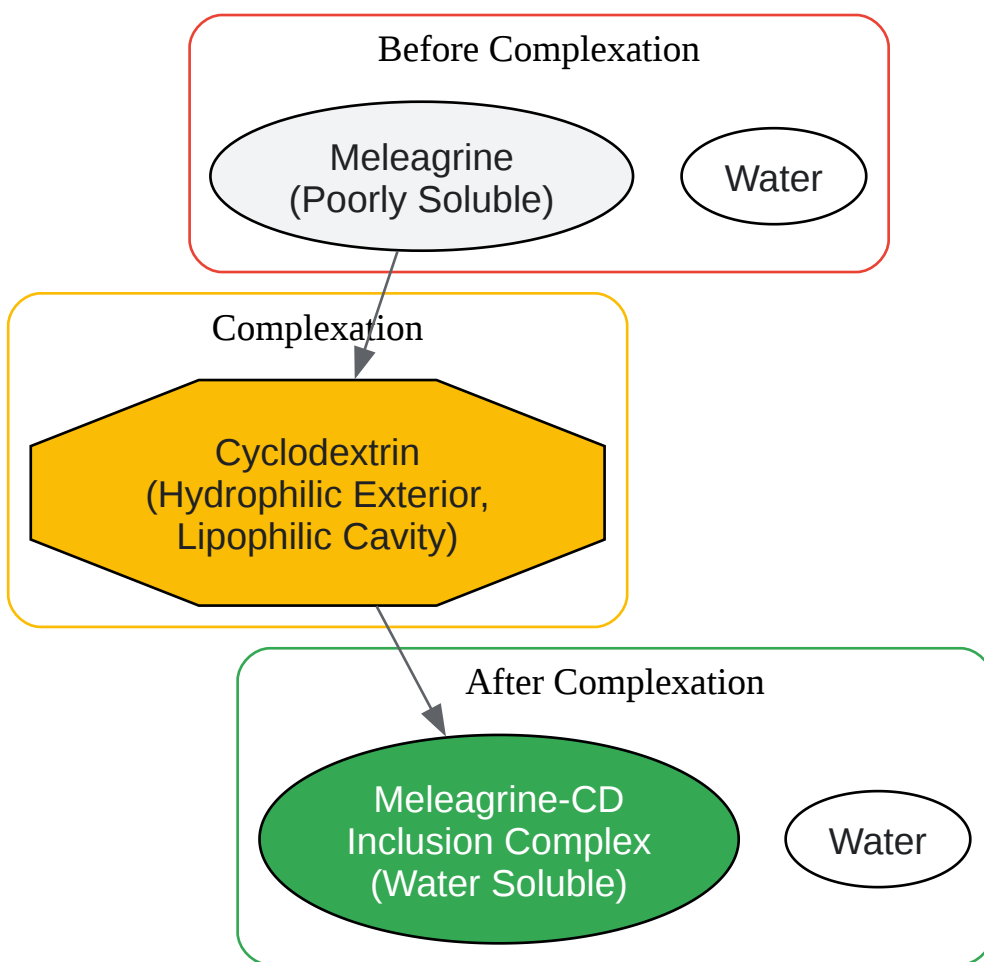 Before Complexation
Meleagrine
(Poorly Soluble)
Water
Complexation
Cyclodextrin
(Hydrophilic Exterior,
Lipophilic Cavity)
After Complexation
Meleagrine-CD
Inclusion Complex
(Water Soluble)
Water